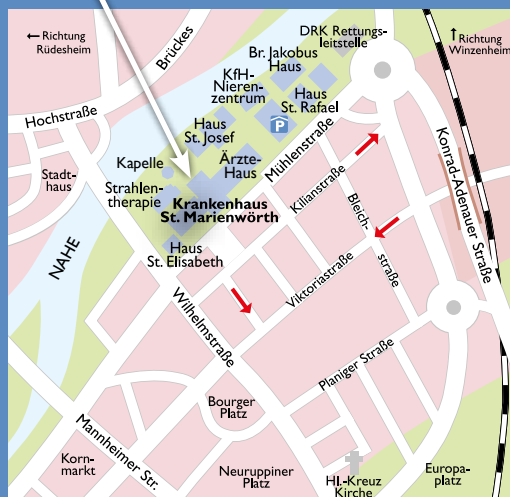 ← Richtung
Rüdesheim
Brückes
DRK Rettungs-
leitstelle
↑ Richtung
Winzenheim
Br. Jakobus
Haus
KfH-
Nieren-
zentrum
Haus
St. Rafael
Hochstraße
Haus
St. Josef
P
Mühlenstraße
Stadt-
haus
Kapelle
Ärzte-
Haus
Kilianstraße
Konrad-Adenauer Straße
Strahlen-
therapie
Krankenhaus
St. Marienwörth
Bleich-
straße
NAHE
Haus
St. Elisabeth
Viktoriastraße
Wilhelmstraße
Planiger Straße
Bourger
Platz
Mannheimer Str.
Korn-
markt
Neuruppiner
Platz
Hl.-Kreuz
Kirche
Europa-
platz